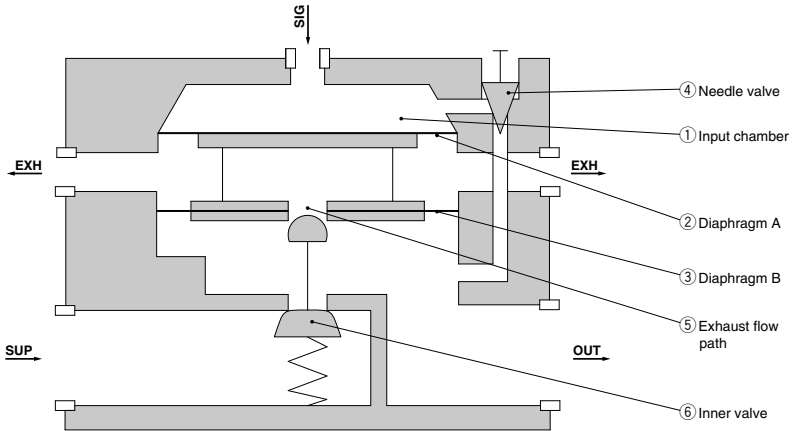 SIG
④ Needle valve
① Input chamber
EXH
EXH
② Diaphragm A
③ Diaphragm B
⑤ Exhaust flow
path
SUP
OUT
⑥ Inner valve